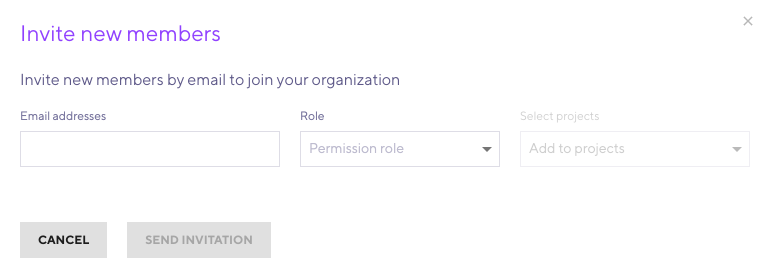 Invite new members
Invite new members by email to join your organization
Email addresses Role Select projects
Permission role Add to projects
CANCEL SEND INVITATION